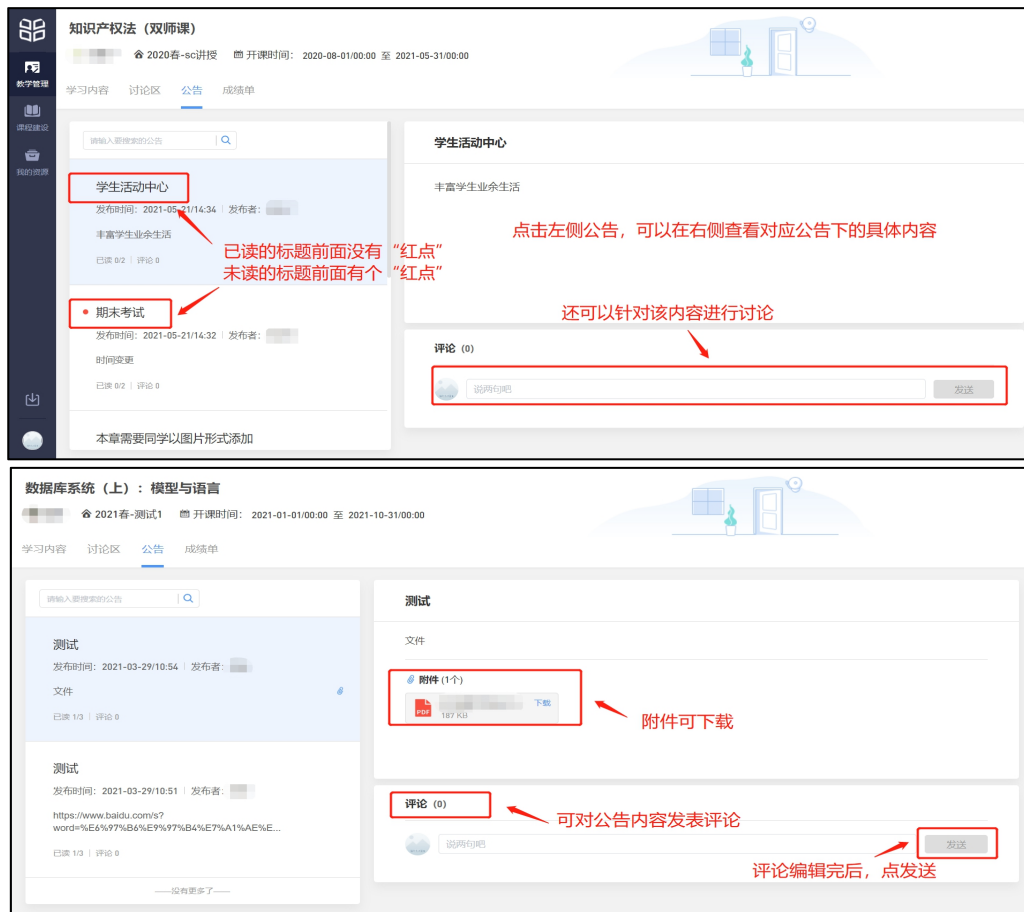 知识产权法（双师课）
2020春-sc讲授 开课时间： 2020-08-01/00:00 至 2021-05-31/00:00
教学管理
学习内容 讨论区 公告 成绩单
课程建设
请输入要搜索的公告
学生活动中心
我的资源
学生活动中心
丰富学生业余生活
发布时间：2021-05-21/14:34 发布者：
丰富学生业余生活
点击左侧公告，可以在右侧查看对应公告下的具体内容
已读的标题前面没有“红点”
已读 0/2 评论 0
未读的标题前面有个“红点”
期末考试
还可以针对该内容进行讨论
发布时间：2021-05-21/14:32 发布者：
评论 (0)
时间变更
已读 0/2 评论 0
说两句吧 发送
本章需要同学以图片形式添加
数据库系统（上）：模型与语言
2021春-测试1 开课时间： 2021-01-01/00:00 至 2021-10-31/00:00
学习内容 讨论区 公告 成绩单
请输入要搜索的公告
测试
文件
测试
发布时间：2021-03-29/10:54 发布者：
文件
已读 1/3 评论 0
附件 (1个)
下载
PDF
187 KB
附件可下载
测试
发布时间：2021-03-29/10:51 发布者：
https://www.baidu.com/s?
word=%E6%97%B6%E9%97%B4%E7%A1%AE%E...
已读 1/3 评论 0
——没有更多了——
评论 (0)
可对公告内容发表评论
说两句吧 发送
评论编辑完后，点发送